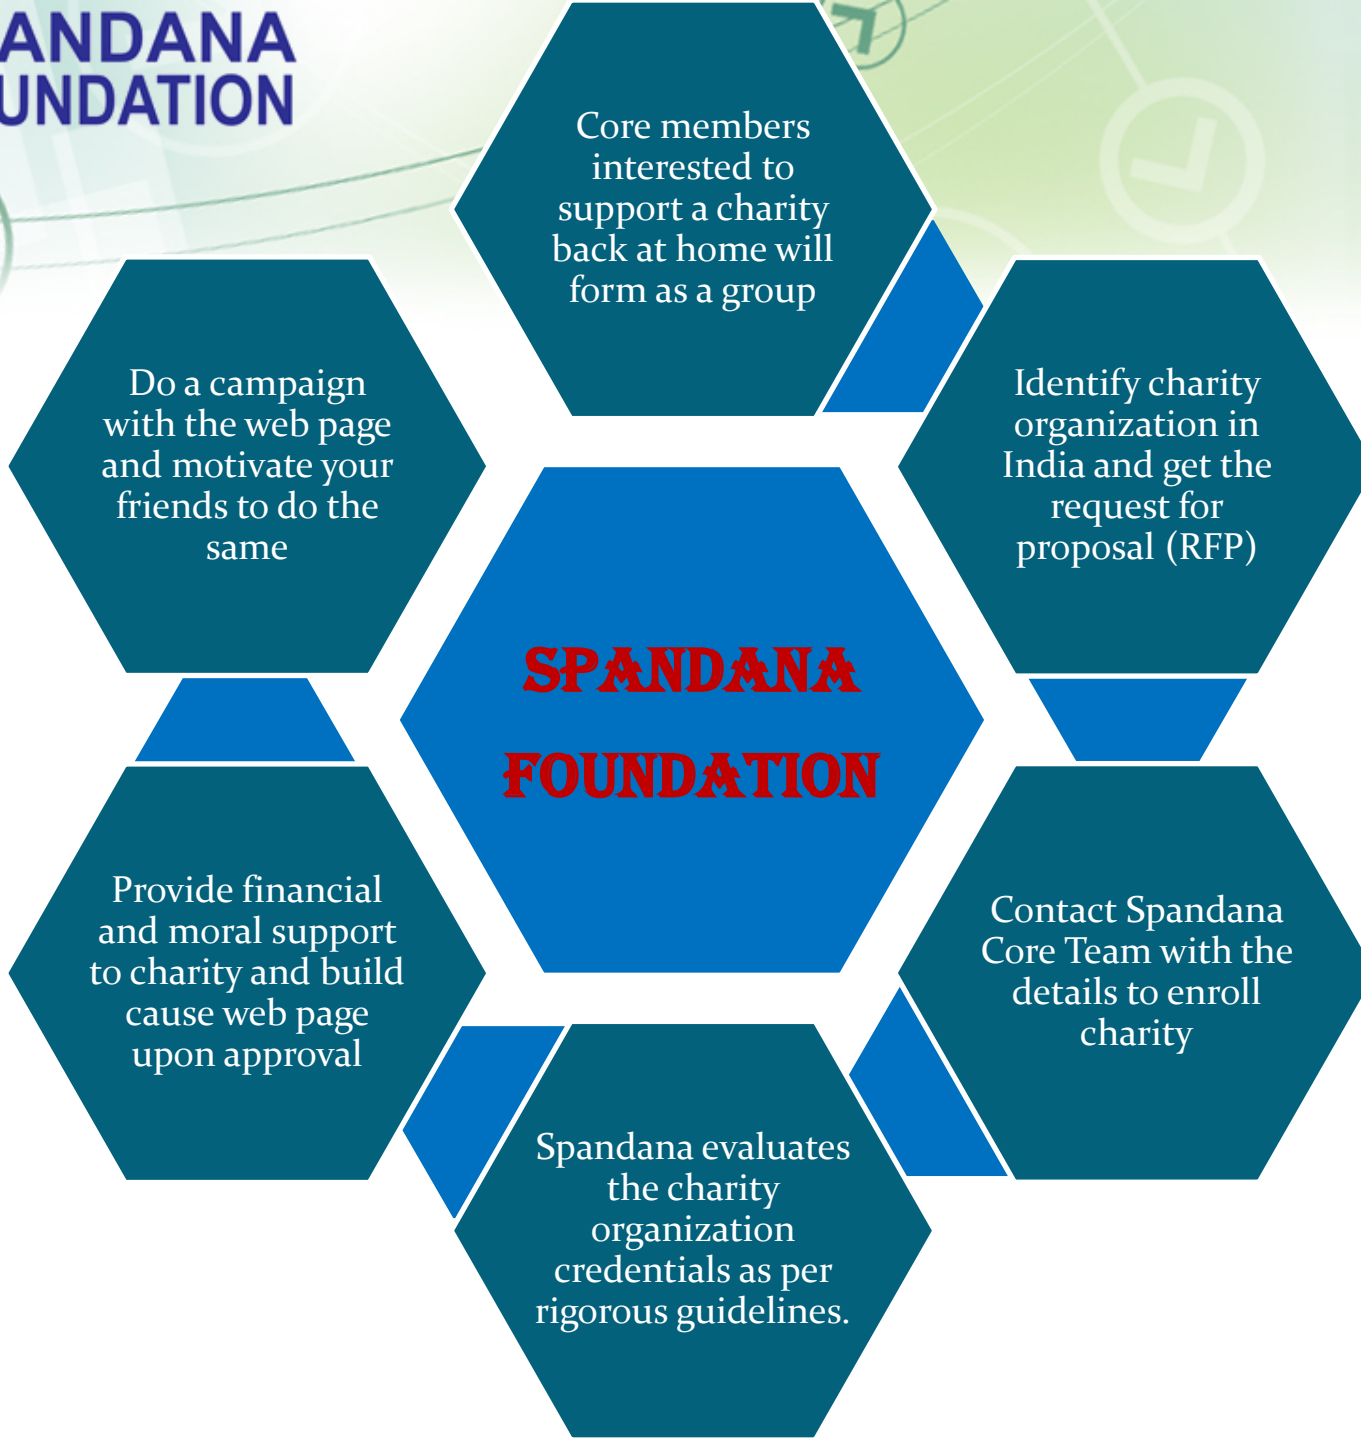 ANDANA
UNDATION
Core members
interested to
support a charity
back at home will
form as a group
Identify charity
organization in
India and get the
request for
proposal (RFP)
Contact Spandana
Core Team with the
details to enroll
charity
Spandana evaluates
the charity
organization
credentials as per
rigorous guidelines.
Provide financial
and moral support
to charity and build
cause web page
upon approval
Do a campaign
with the web page
and motivate your
friends to do the
same
SPANDANA
FOUNDATION